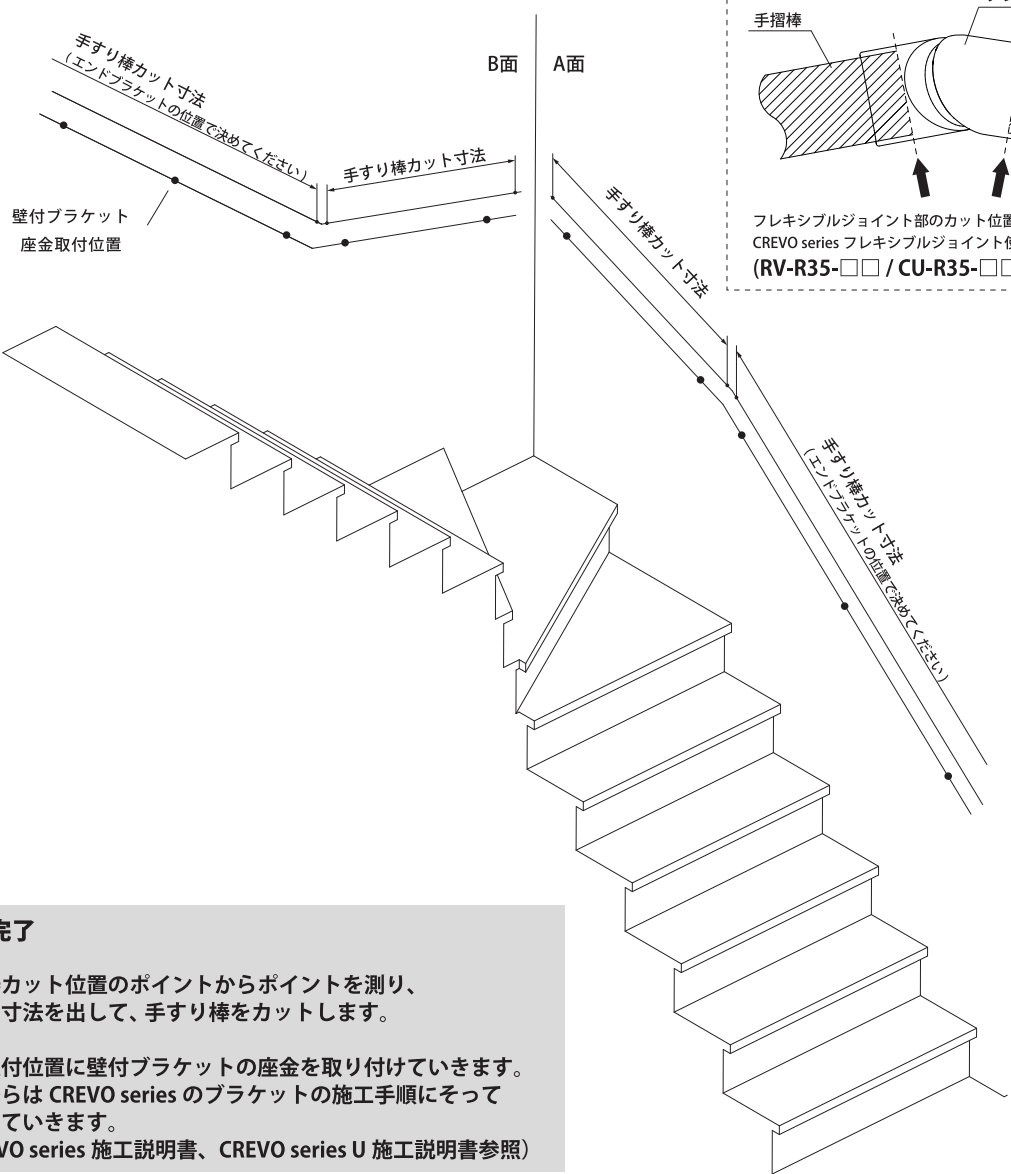 手すり棒カット寸法
(エンドブラケットの位置で決めてください)
手すり棒カット寸法
壁付ブラケット
座金取付位置
B面
A面
手摺棒
フレキシブルジョイント部のカット位置
CREVO series フレキシブルジョイント
(RV-R35-□□ / CU-R35-□□
手すり棒カット寸法
手すり棒カット寸法
(エンドブラケットの位置で決めてください)
完了
カット位置のポイントからポイントを測り、
寸法を出して、手すり棒をカットします。
付位置に壁付ブラケットの座金を取り付けていきます。
らは CREVO series のブラケットの施工手順にそって
ていきます。
VO series 施工説明書、CREVO series U 施工説明書参照)